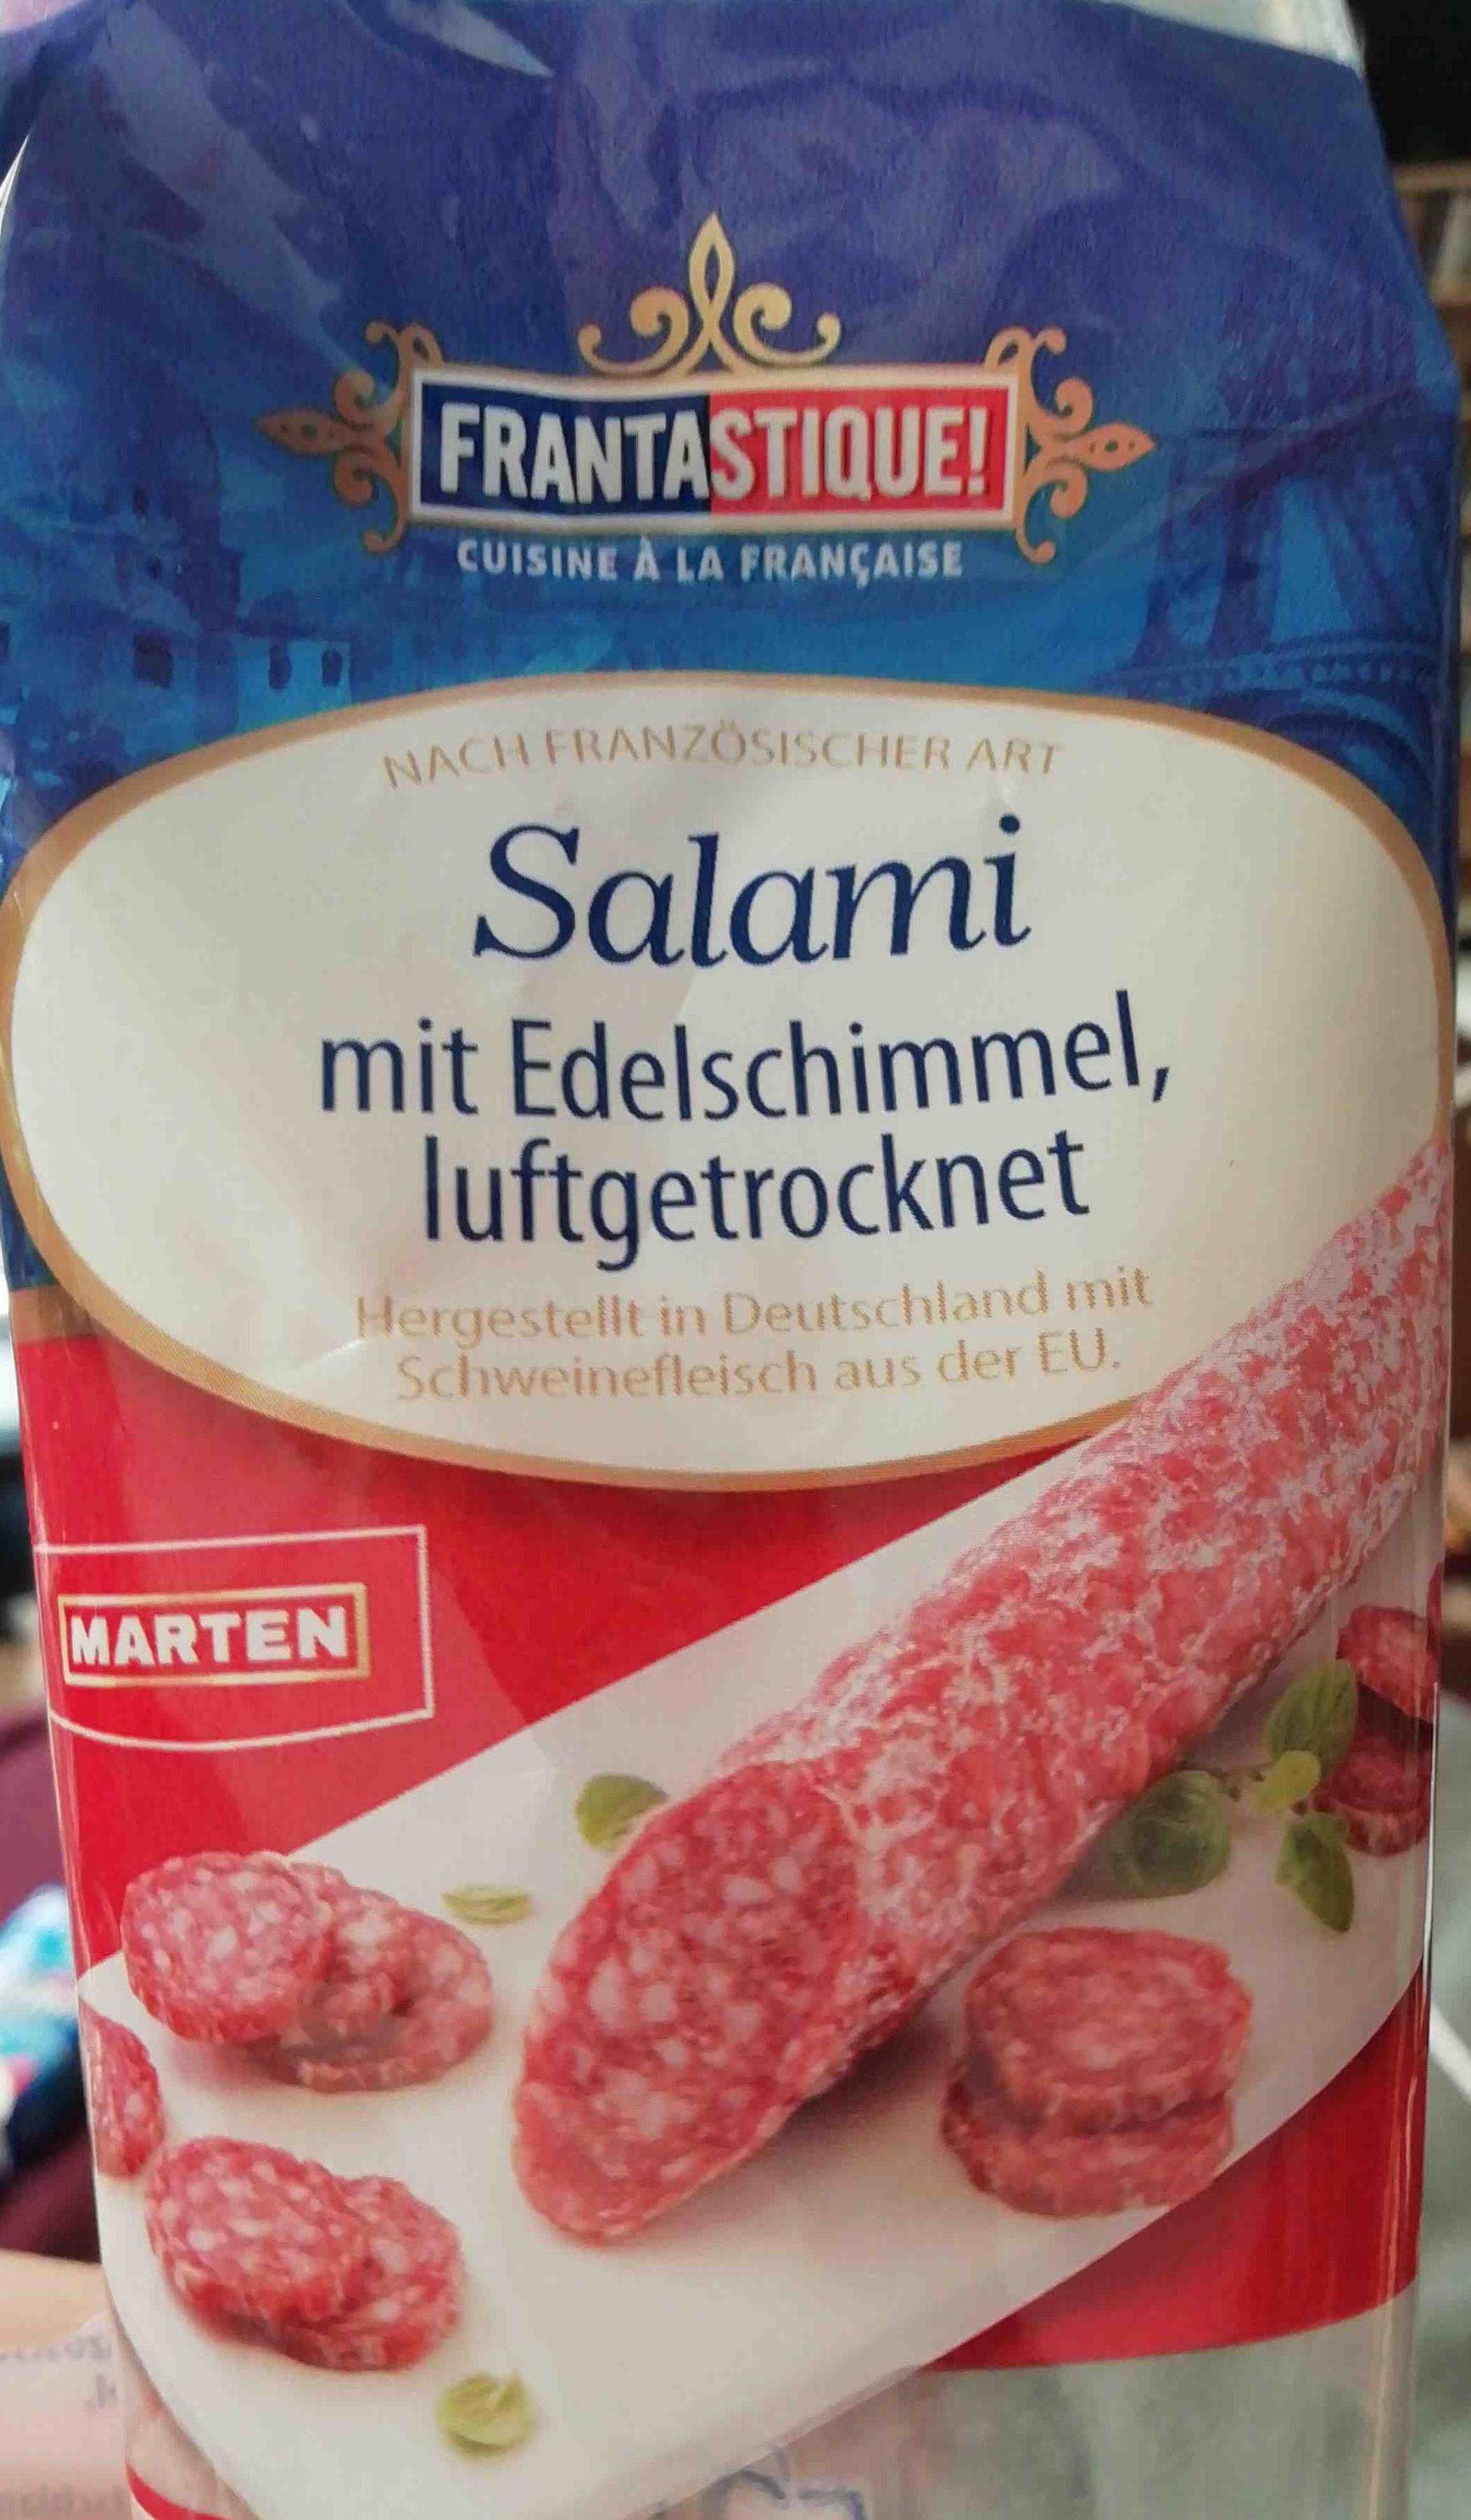 FRANTASTIQUE!
CUISINE À LA FRANÇAISE
NACH FRANZÖSISCHER ART
Salami
mit Edelschimmel,
luftgetrocknet
Hergestellt in Deutschland mit
Schweinefleisch aus der EU.
MARTEN